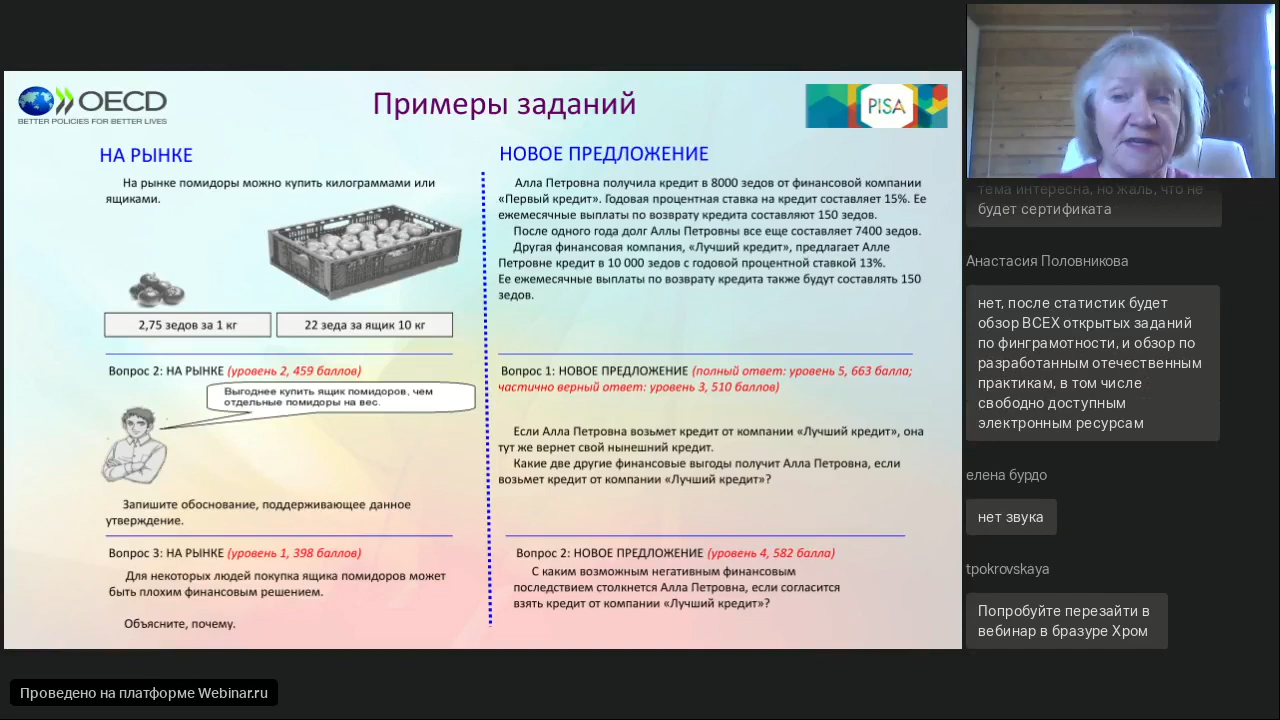 OECD
BETTER POLICIES FOR BETTER LIVES
Примеры заданий
PISA
НА РЫНКЕ
На рынке помидоры можно купить килограммами или
ящиками.
2,75 зедов за 1 кг
22 зеда за ящик 10 кг
Вопрос 2: НА РЫНКЕ (уровень 2, 459 баллов)
Выгоднее купить ящик помидоров, чем
отдельные помидоры на вес.
Запишите обоснование, поддерживающее данное
утверждение.
Вопрос 3: НА РЫНКЕ (уровень 1, 398 баллов)
Для некоторых людей покупка ящика помидоров может
быть плохим финансовым решением.
Объясните, почему.
НОВОЕ ПРЕДЛОЖЕНИЕ
Алла Петровна получила кредит в 8000 зедов от финансовой компании
«Первый кредит». Годовая процентная ставка на кредит составляет 15%. Ее
ежемесячные выплаты по возврату кредита составляют 150 зедов.
После одного года долг Аллы Петровны все еще составляет 7400 зедов.
Другая финансовая компания, «Лучший кредит», предлагает Алле
Петровне кредит в 10 000 зедов с годовой процентной ставкой 13%.
Ее ежемесячные выплаты по возврату кредита также будут составлять 150
зедов.
Вопрос 1: НОВОЕ ПРЕДЛОЖЕНИЕ (полный ответ: уровень 5, 663 балла;
частично верный ответ: уровень 3, 510 баллов)
Если Алла Петровна возьмет кредит от компании «Лучший кредит», она
тут же вернет свой нынешний кредит.
Какие две другие финансовые выгоды получит Алла Петровна, если
возьмет кредит от компании «Лучший кредит»?
Вопрос 2: НОВОЕ ПРЕДЛОЖЕНИЕ (уровень 4, 582 балла)
С каким возможным негативным финансовым
последствием столкнется Алла Петровна, если согласится
взять кредит от компании «Лучший кредит»?
тема интересна, но жаль, что не
будет сертификата
Анастасия Половникова
нет, после статистик будет
обзор ВСЕХ открытых заданий
по финграмотности, и обзор по
разработанным отечественным
практикам, в том числе
свободно доступным
электронным ресурсам
елена бурдо
нет звука
tpokrovskaya
Попробуйте перезайти в
вебинар в бразуре Хром
Проведено на платформе Webinar.ru